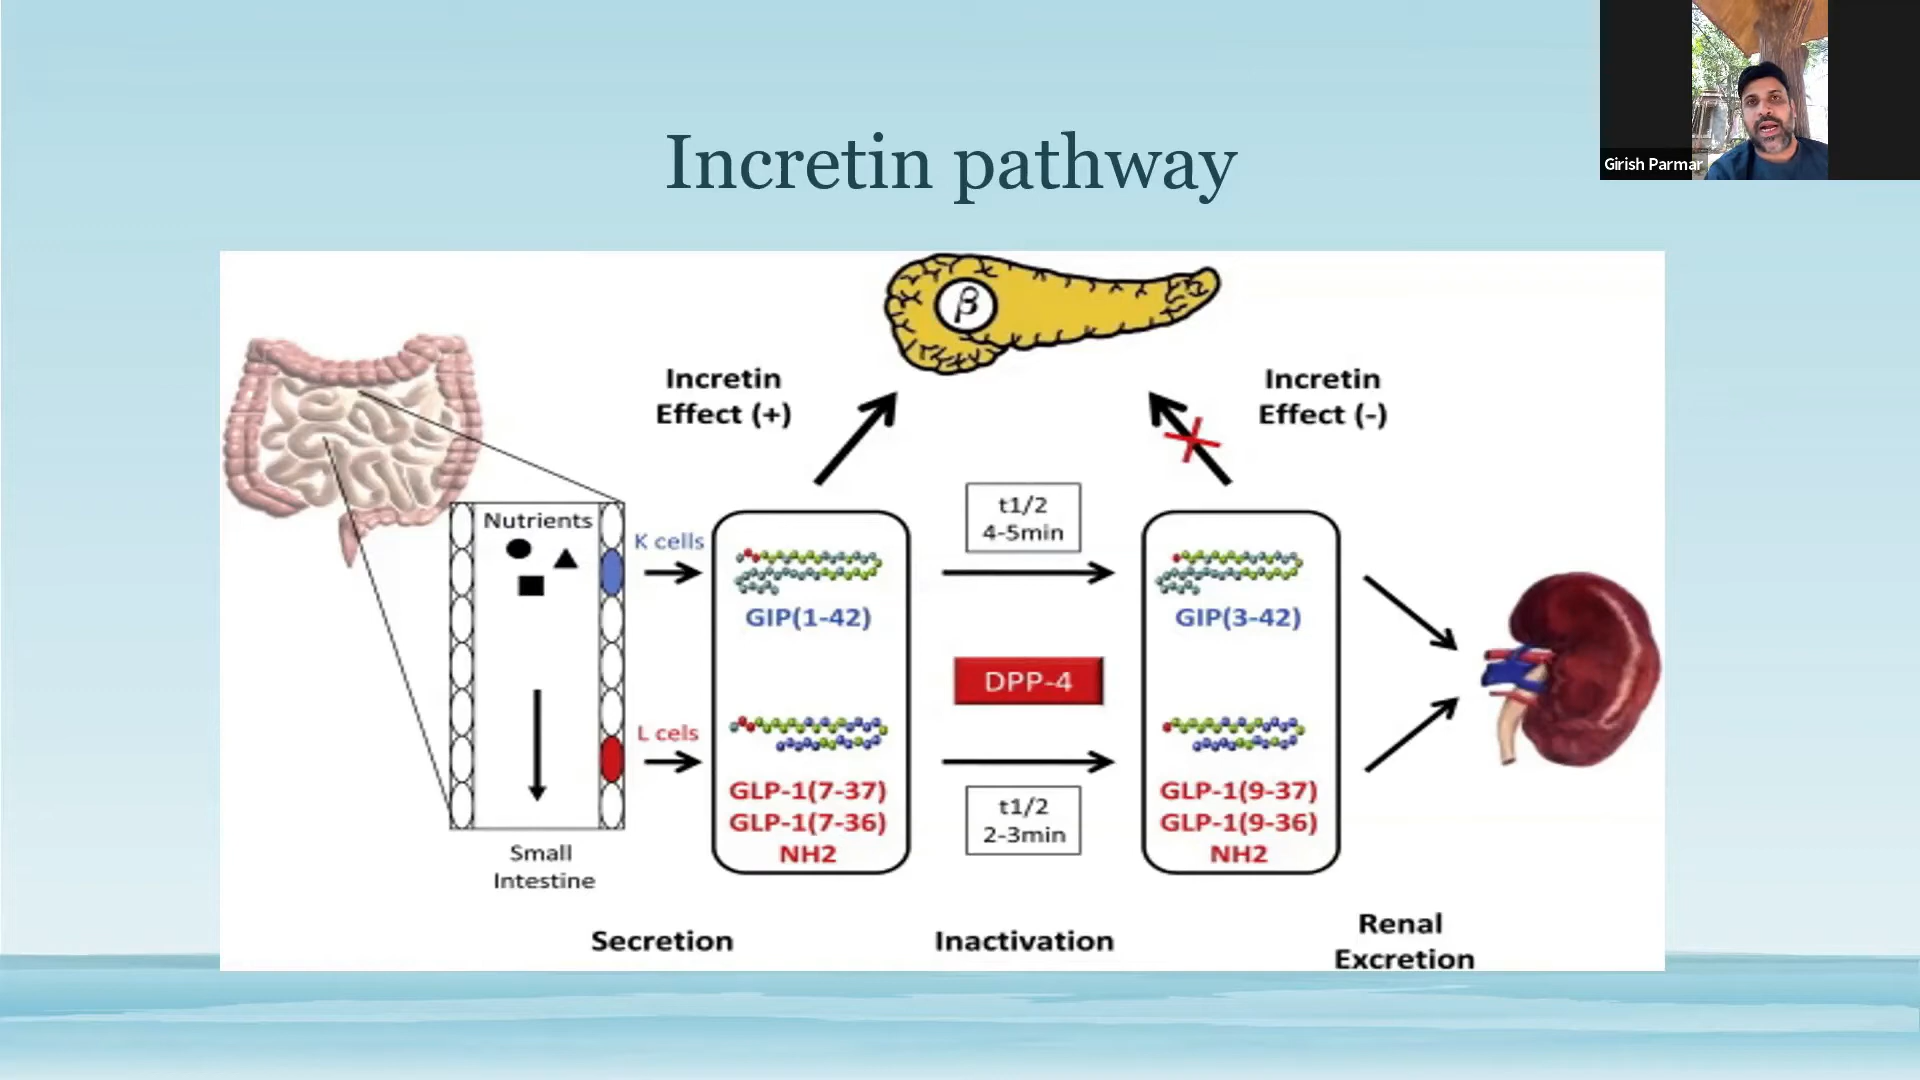 Incretin pathway
Girish Parmar
β
Incretin
Effect (+)
Incretin
Effect (-)
Nutrients
K cells
t1/2
4-5min
GIP(1-42)
GIP(3-42)
DPP-4
L cels
GLP-1(7-37)
GLP-1(7-36)
NH2
t1/2
2-3min
GLP-1(9-37)
GLP-1(9-36)
NH2
Small
Intestine
Secretion
Inactivation
Renal
Excretion